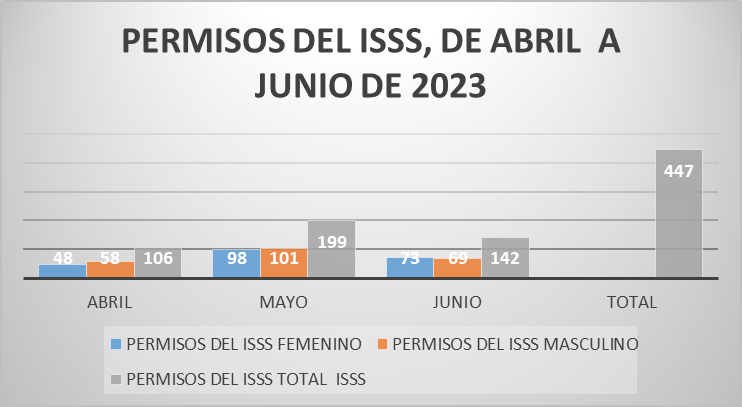 PERMISOS DEL ISSS, DE ABRIL  A
JUNIO DE 2023
48 58 106 98 101 199 73 69 142 447
ABRIL MAYO JUNIO TOTAL
PERMISOS DEL ISSS FEMENINO PERMISOS DEL ISSS MASCULINO
PERMISOS DEL ISSS TOTAL  ISSS